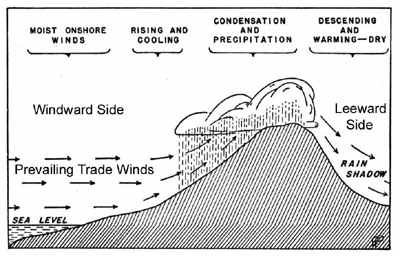 MOIST ONSHORE
WINDS
RISING AND
COOLING
CONDENSATION
AND
PRECIPITATION
DESCENDING
AND
WARMING—DRY
Windward Side
Leeward
Side
Prevailing Trade Winds
RAIN
SHADOW
SEA LEVEL